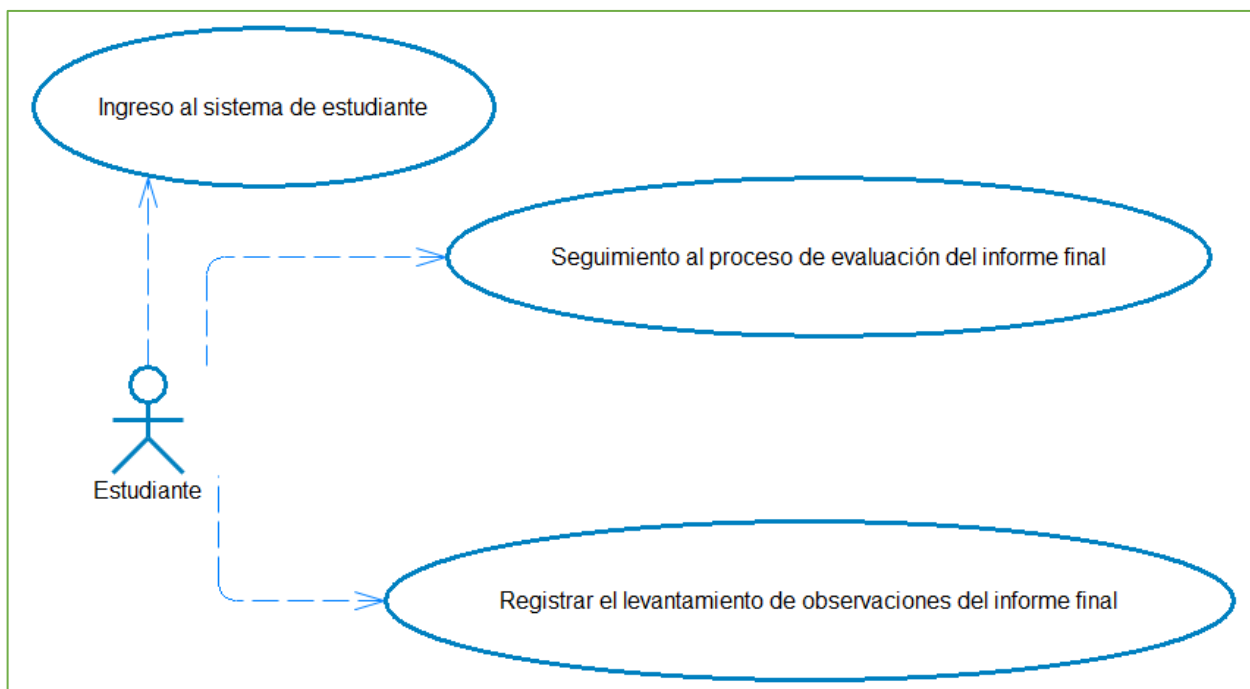 Ingreso al sistema de estudiante
Seguimiento al proceso de evaluación del informe final
Estudiante
Registrar el levantamiento de observaciones del informe final